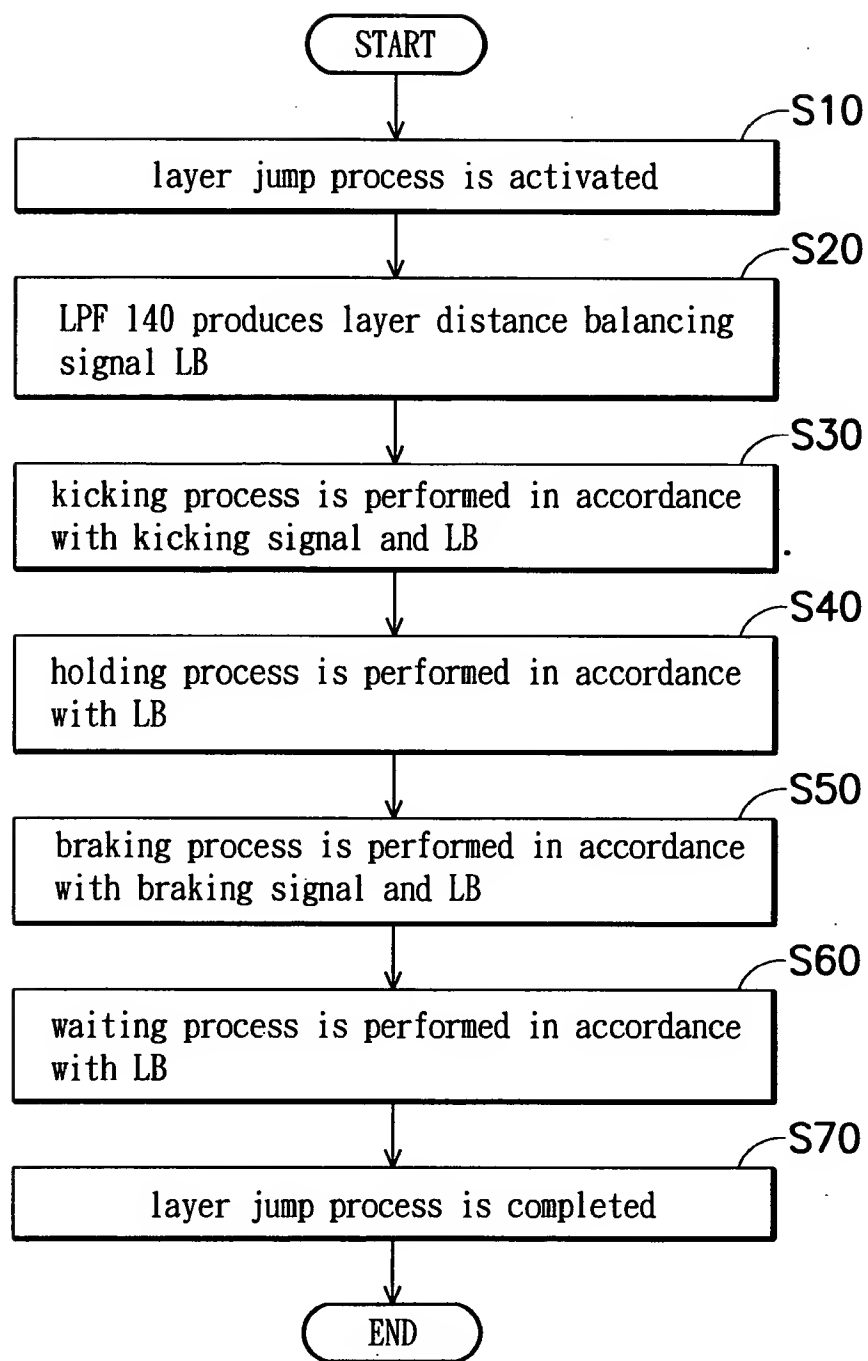 START
S10
layer jump process is activated
S20
LPF 140 produces layer distance balancing
signal LB
S30
kicking process is performed in accordance
with kicking signal and LB
S40
holding process is performed in accordance
with LB
S50
braking process is performed in accordance
with braking signal and LB
S60
waiting process is performed in accordance
with LB
S70
layer jump process is completed
END